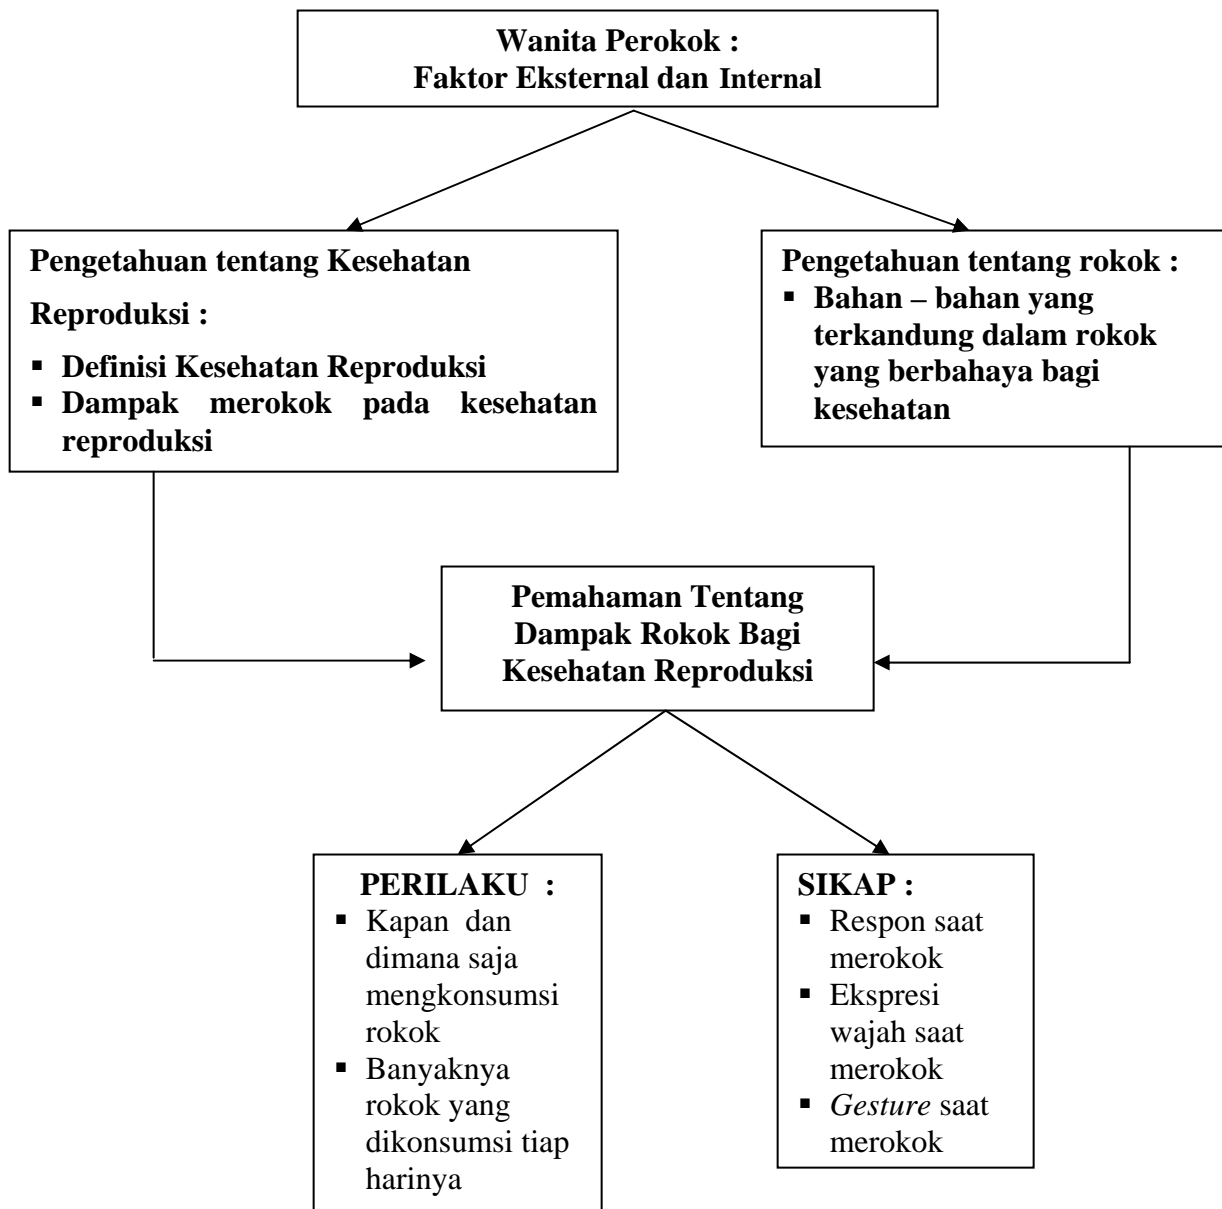 Wanita Perokok :
Faktor Eksternal dan Internal
Pengetahuan tentang Kesehatan
Reproduksi :
▪ Definisi Kesehatan Reproduksi
▪ Dampak merokok pada kesehatan
reproduksi
Pengetahuan tentang rokok :
▪ Bahan – bahan yang
terkandung dalam rokok
yang berbahaya bagi
kesehatan
Pemahaman Tentang
Dampak Rokok Bagi
Kesehatan Reproduksi
PERILAKU :
▪ Kapan dan
dimana saja
mengkonsumsi
rokok
▪ Banyaknya
rokok yang
dikonsumsi tiap
harinya
SIKAP :
▪ Respon saat
merokok
▪ Ekspresi
wajah saat
merokok
▪ Gesture saat
merokok